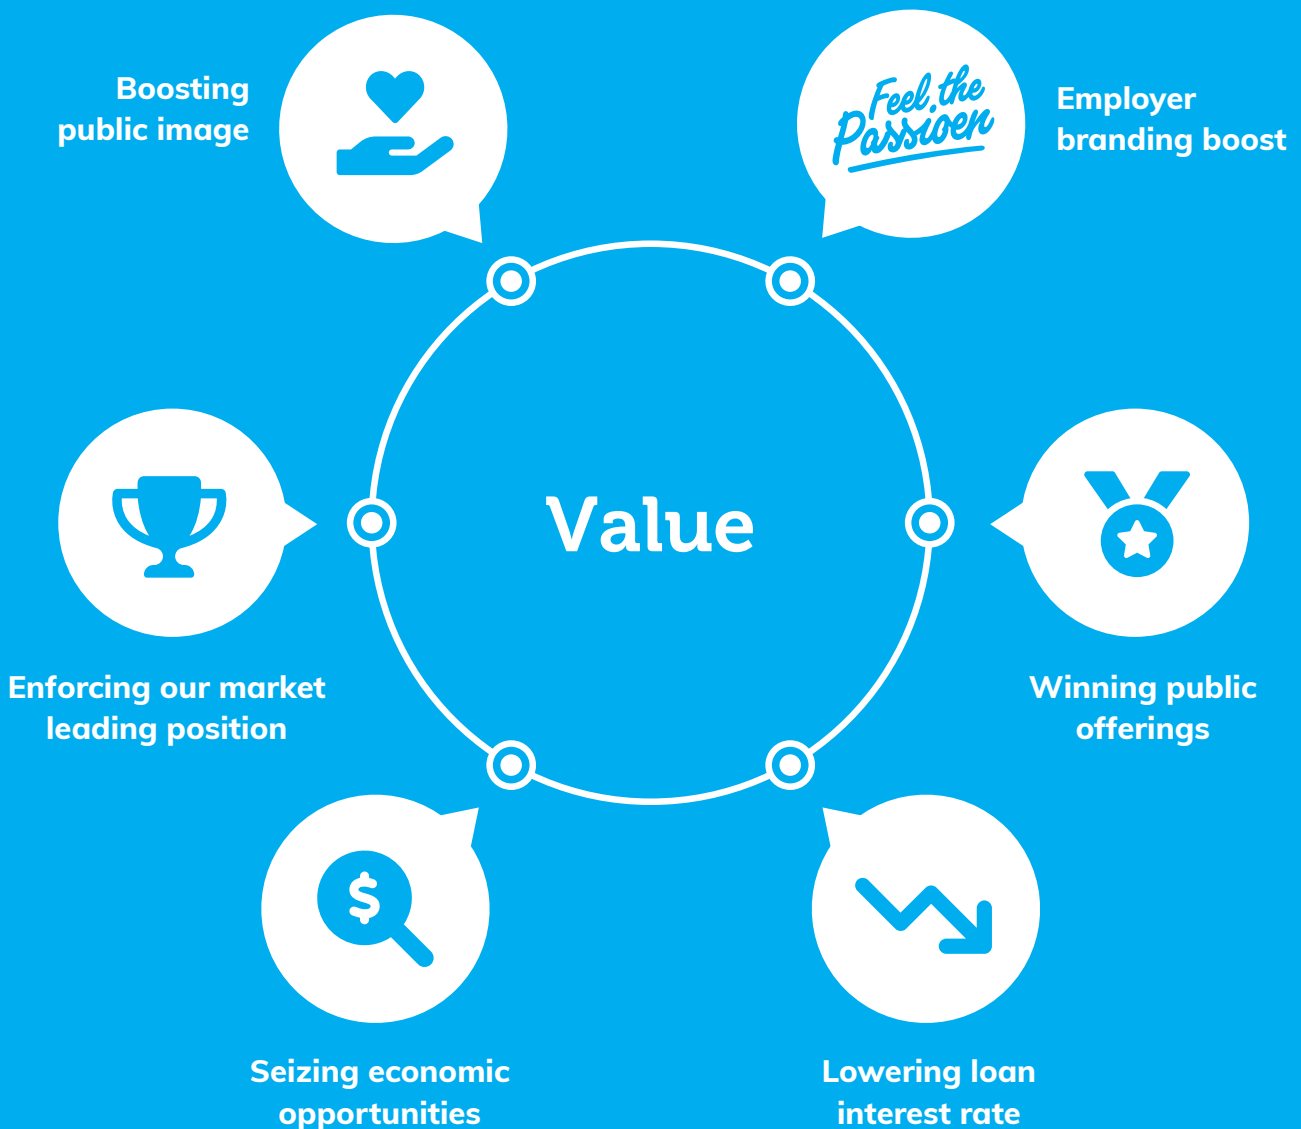 Boosting
public image
Feel the
Passioen
Employer
branding boost
Value
Enforcing our market
leading position
Winning public
offerings
$
Seizing economic
opportunities
Lowering loan
interest rate